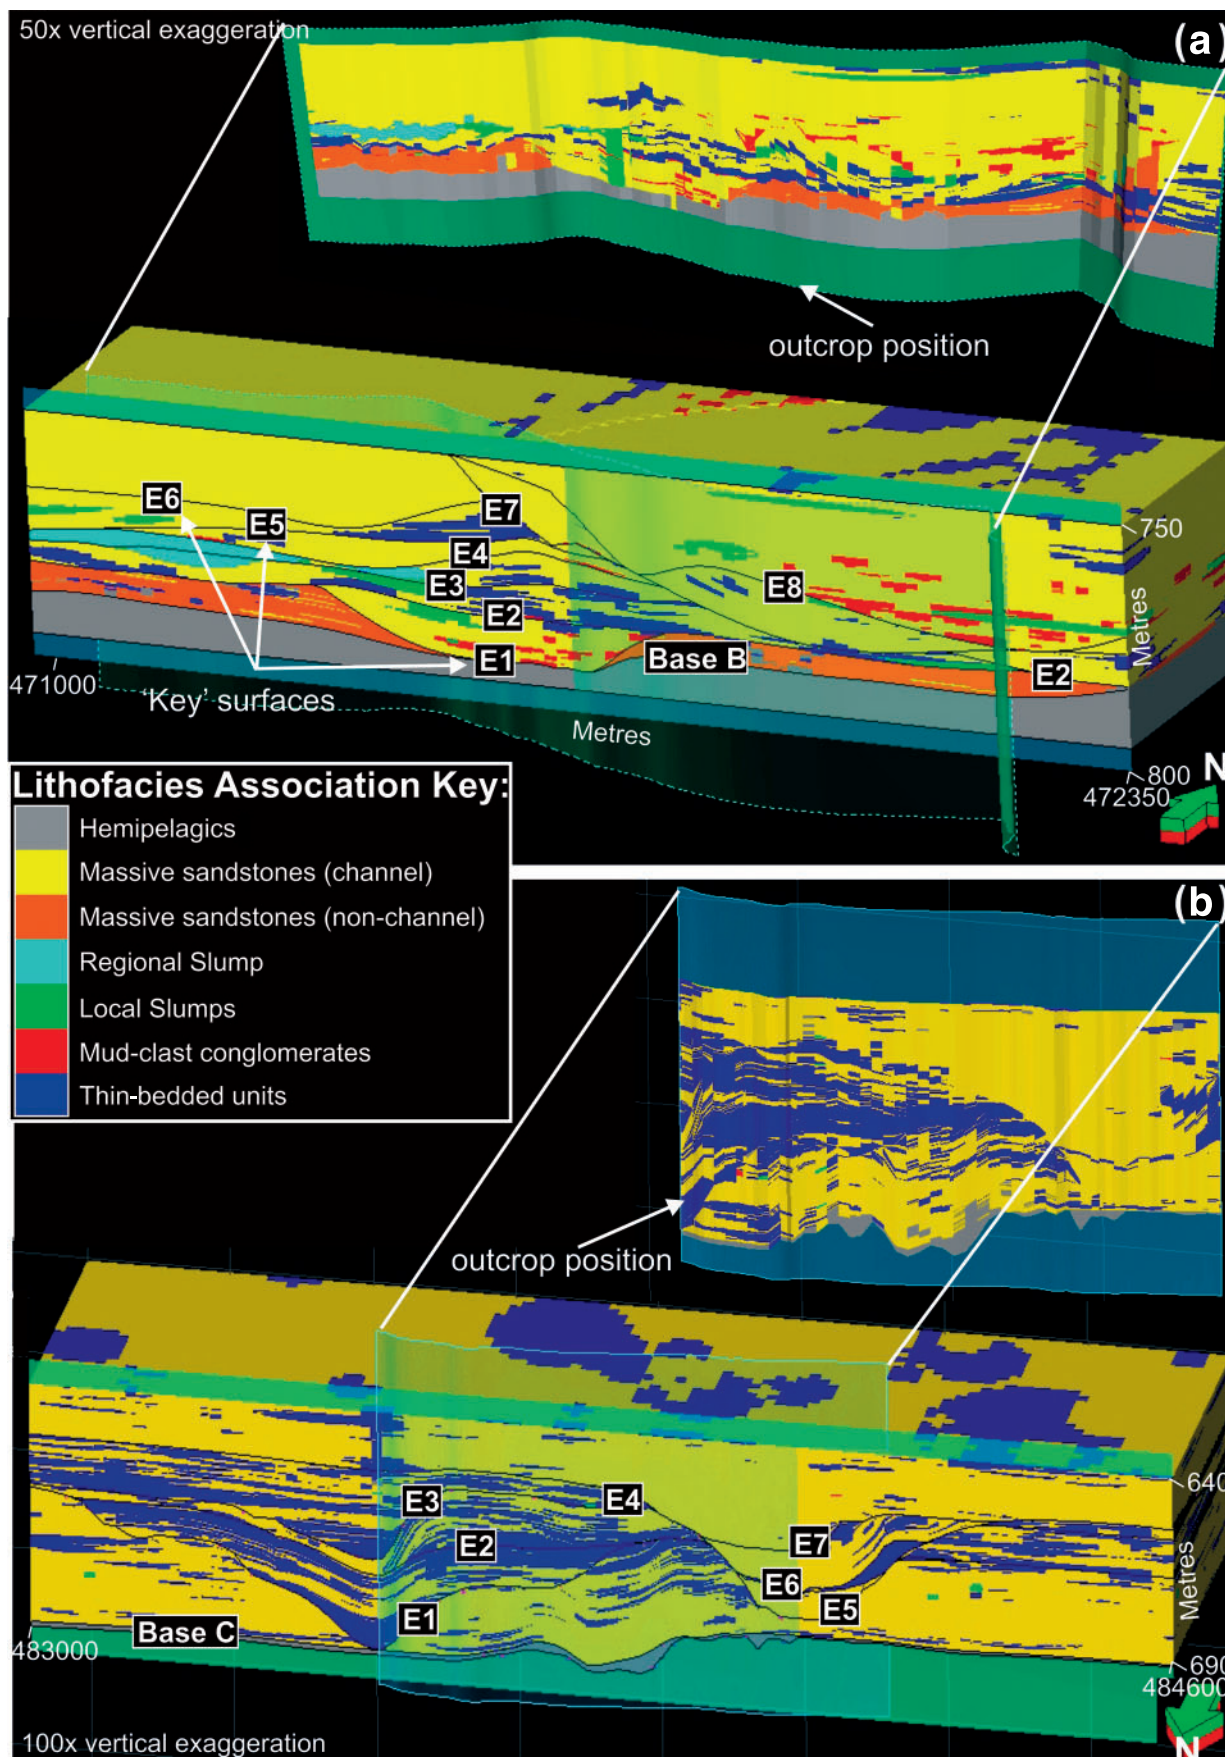 50x vertical exaggeration
(a)
outcrop position
E6
E5
E7
E4
E3
E8
E2
E1
Base B
E2
750
Metres
471000
'Key' surfaces
Metres
800
472350
N
Lithofacies Association Key:
Hemipelagics
Massive sandstones (channel)
Massive sandstones (non-channel)
Regional Slump
Local Slumps
Mud-clast conglomerates
Thin-bedded units
(b)
outcrop position
E3
E4
E2
E7
E6
E5
E1
Base C
640
Metres
483000
690
484600
N
100x vertical exaggeration